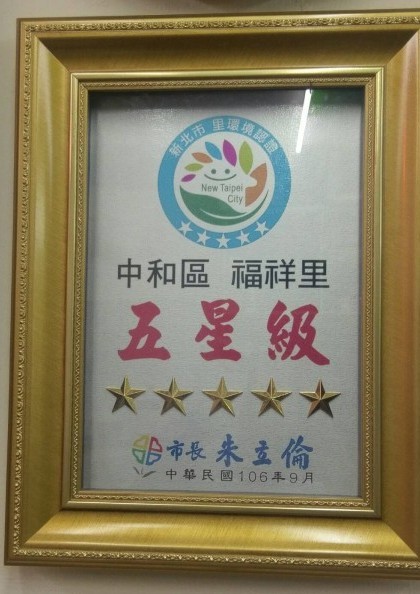 新北市 里環境認證
New Taipei
City
中和區 福祥里
五星級
市長 朱立倫
中華民國106年9月